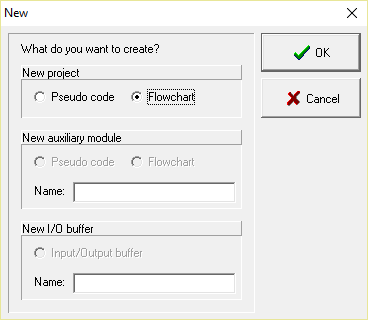 New
What do you want to create?
OK
New project
Pseudo code Flowchart
Cancel
New auxiliary module
Pseudo code Flowchart
Name:
New I/O buffer
Input/Output buffer
Name: